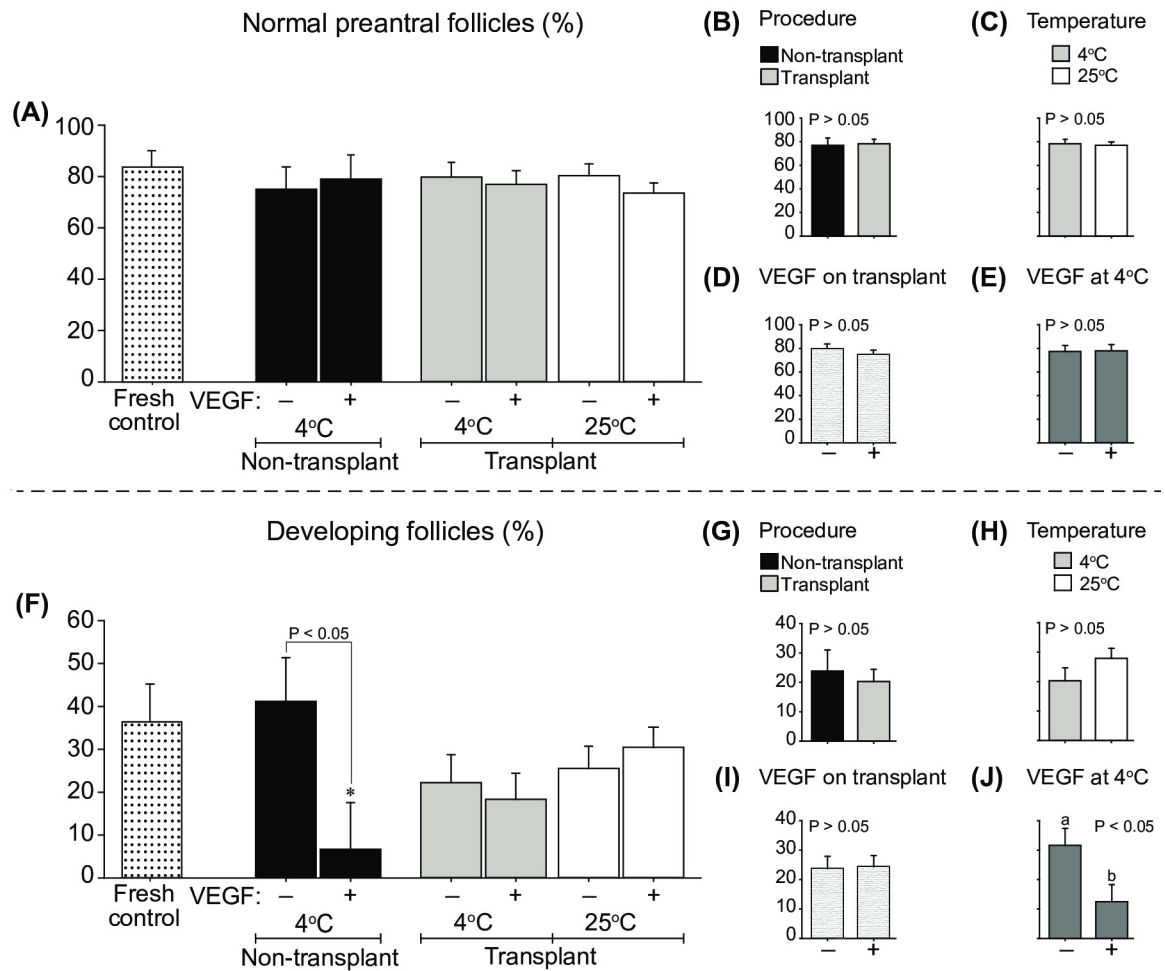 Normal preantral follicles (%)
(A)
100
80
60
40
20
0
Fresh control
VEGF: – + – + – +
4°C 4°C 25°C
Non-transplant Transplant
(B) Procedure
Non-transplant
Transplant
P > 0.05
100
80
60
40
20
0
(C) Temperature
4°C
25°C
P > 0.05
(D) VEGF on transplant
P > 0.05
100
80
60
40
20
0
– +
(E) VEGF at 4°C
P > 0.05
– +
Developing follicles (%)
(F)
60
50
40
30
20
10
0
P < 0.05
*
Fresh control
VEGF: – + – + – +
4°C 4°C 25°C
Non-transplant Transplant
(G) Procedure
Non-transplant
Transplant
P > 0.05
40
30
20
10
0
(H) Temperature
4°C
25°C
P > 0.05
(I) VEGF on transplant
P > 0.05
40
30
20
10
0
– +
(J) VEGF at 4°C
a
P < 0.05
b
– +